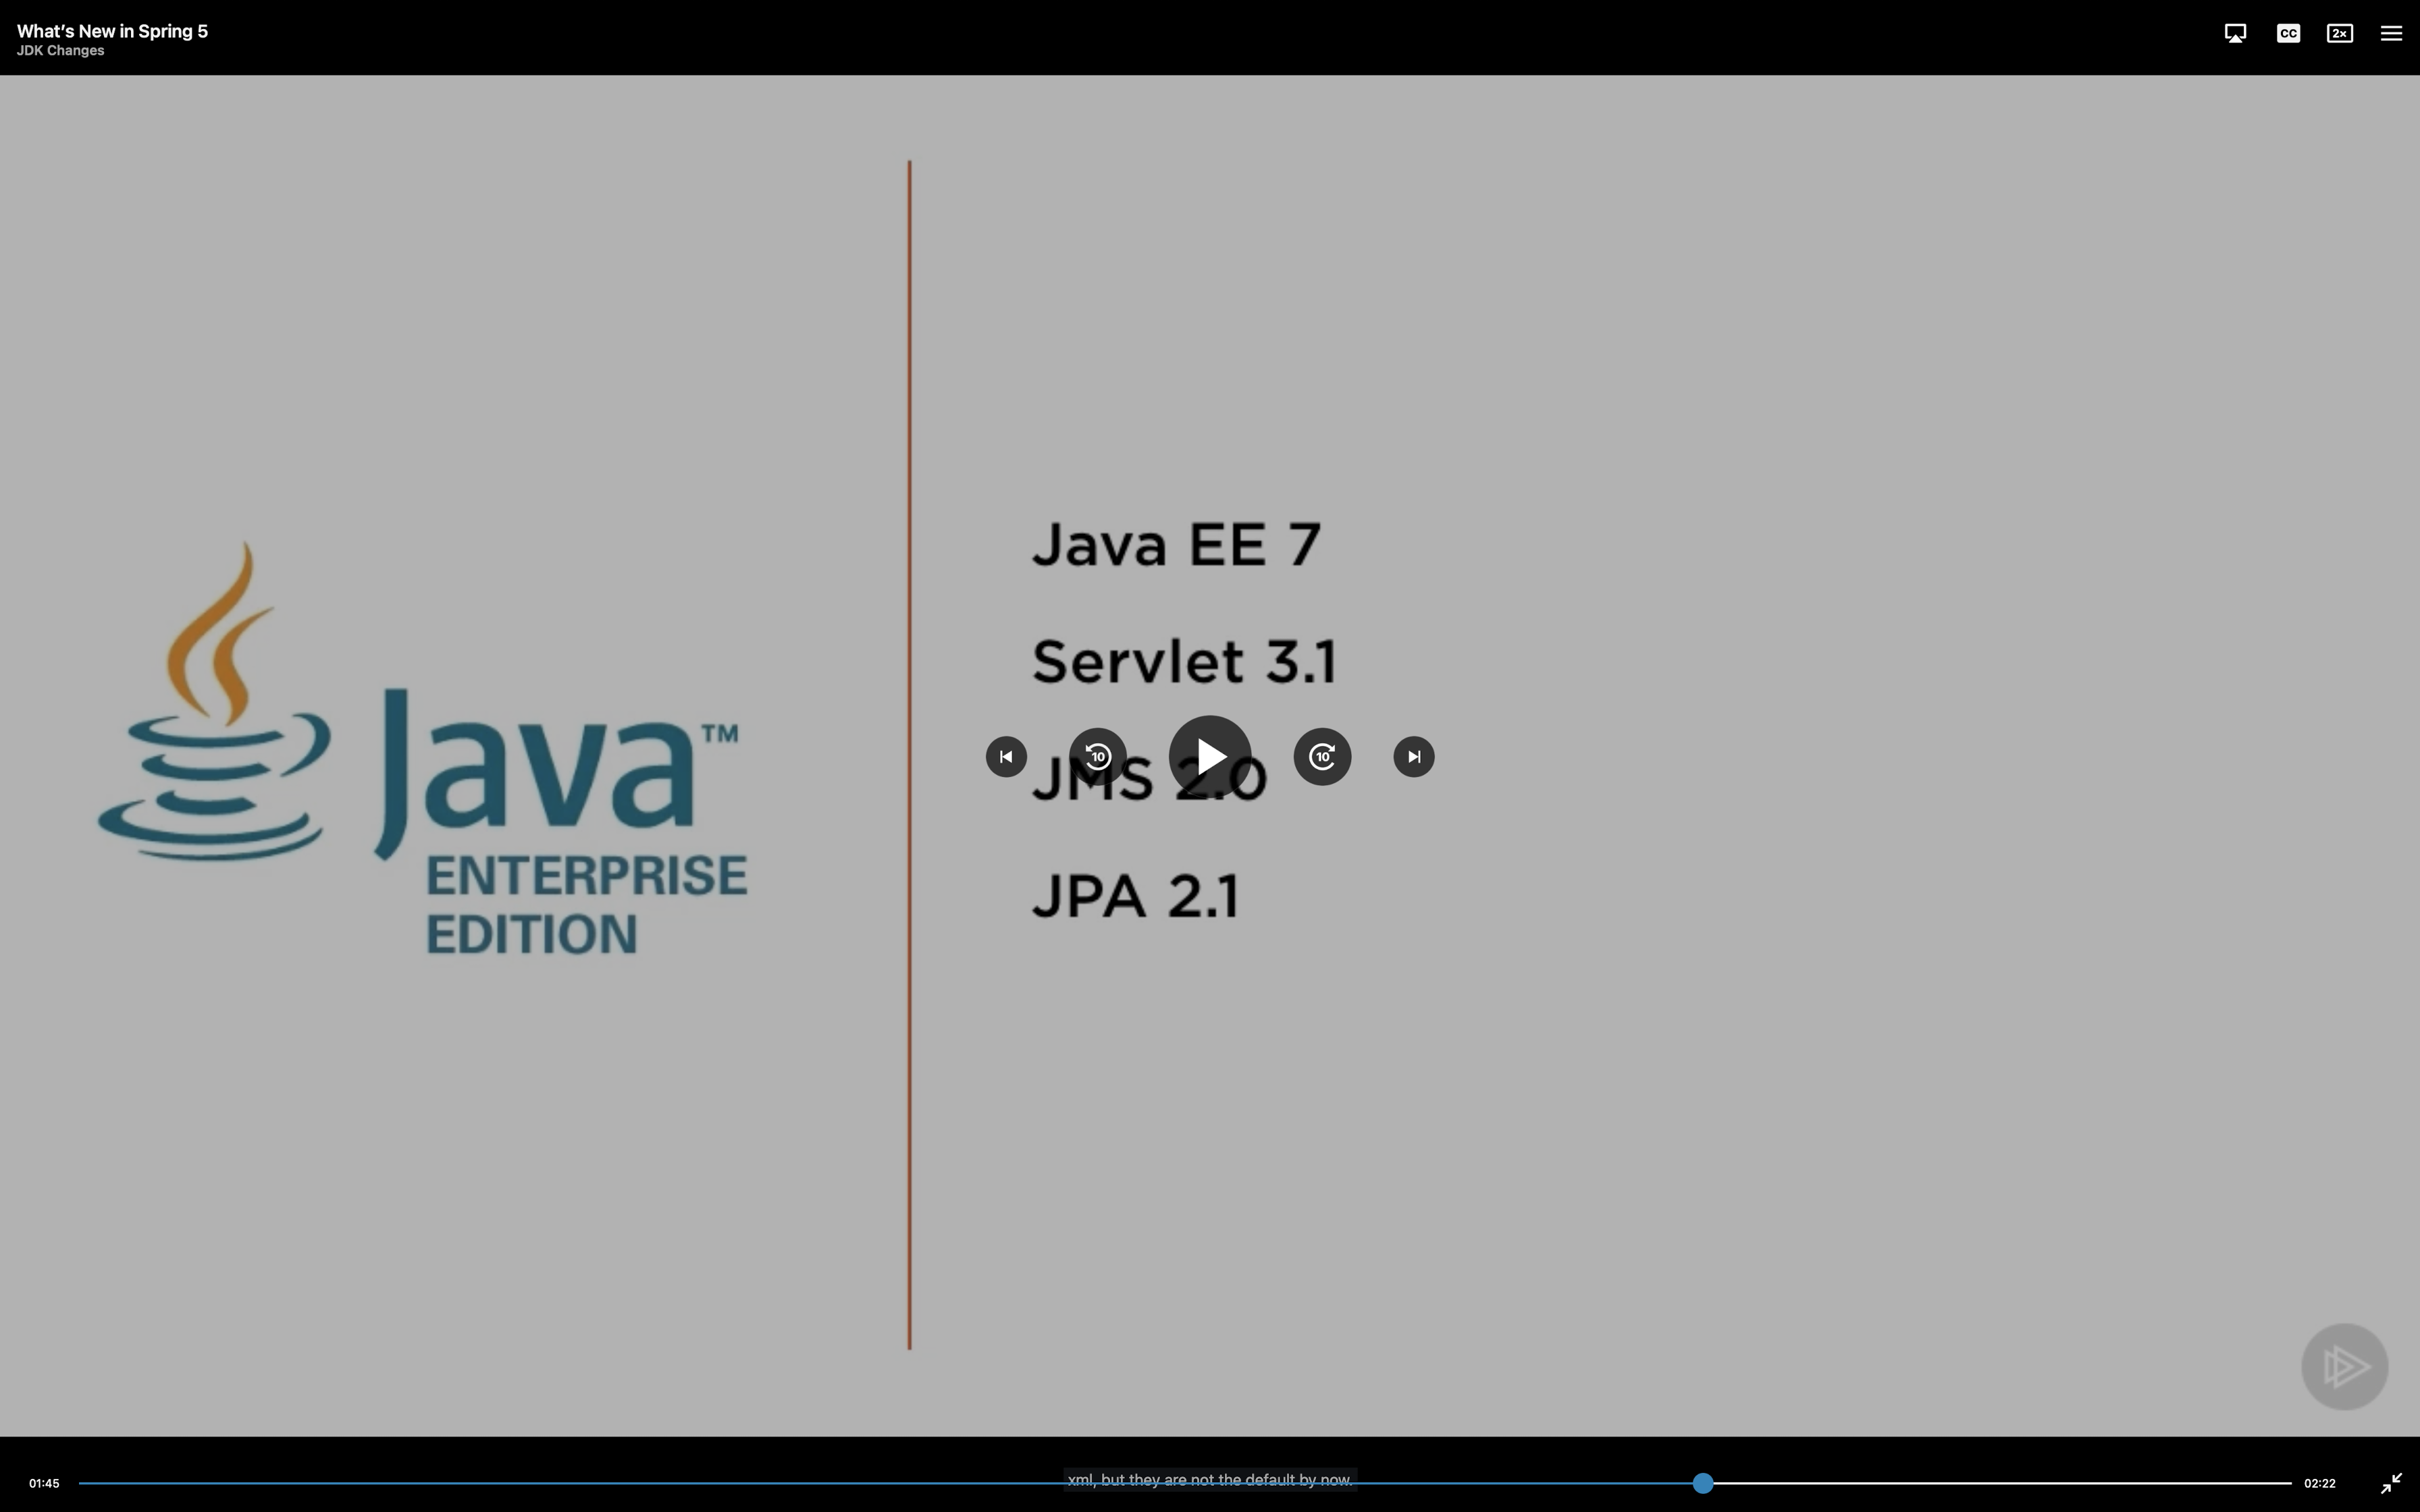 What's New in Spring 5
JDK Changes
CC
2×
Java™
ENTERPRISE
EDITION
Java EE 7
Servlet 3.1
10
10
JMS 2.0
JPA 2.1
xml, but they are not the default by now.
01:45
02:22